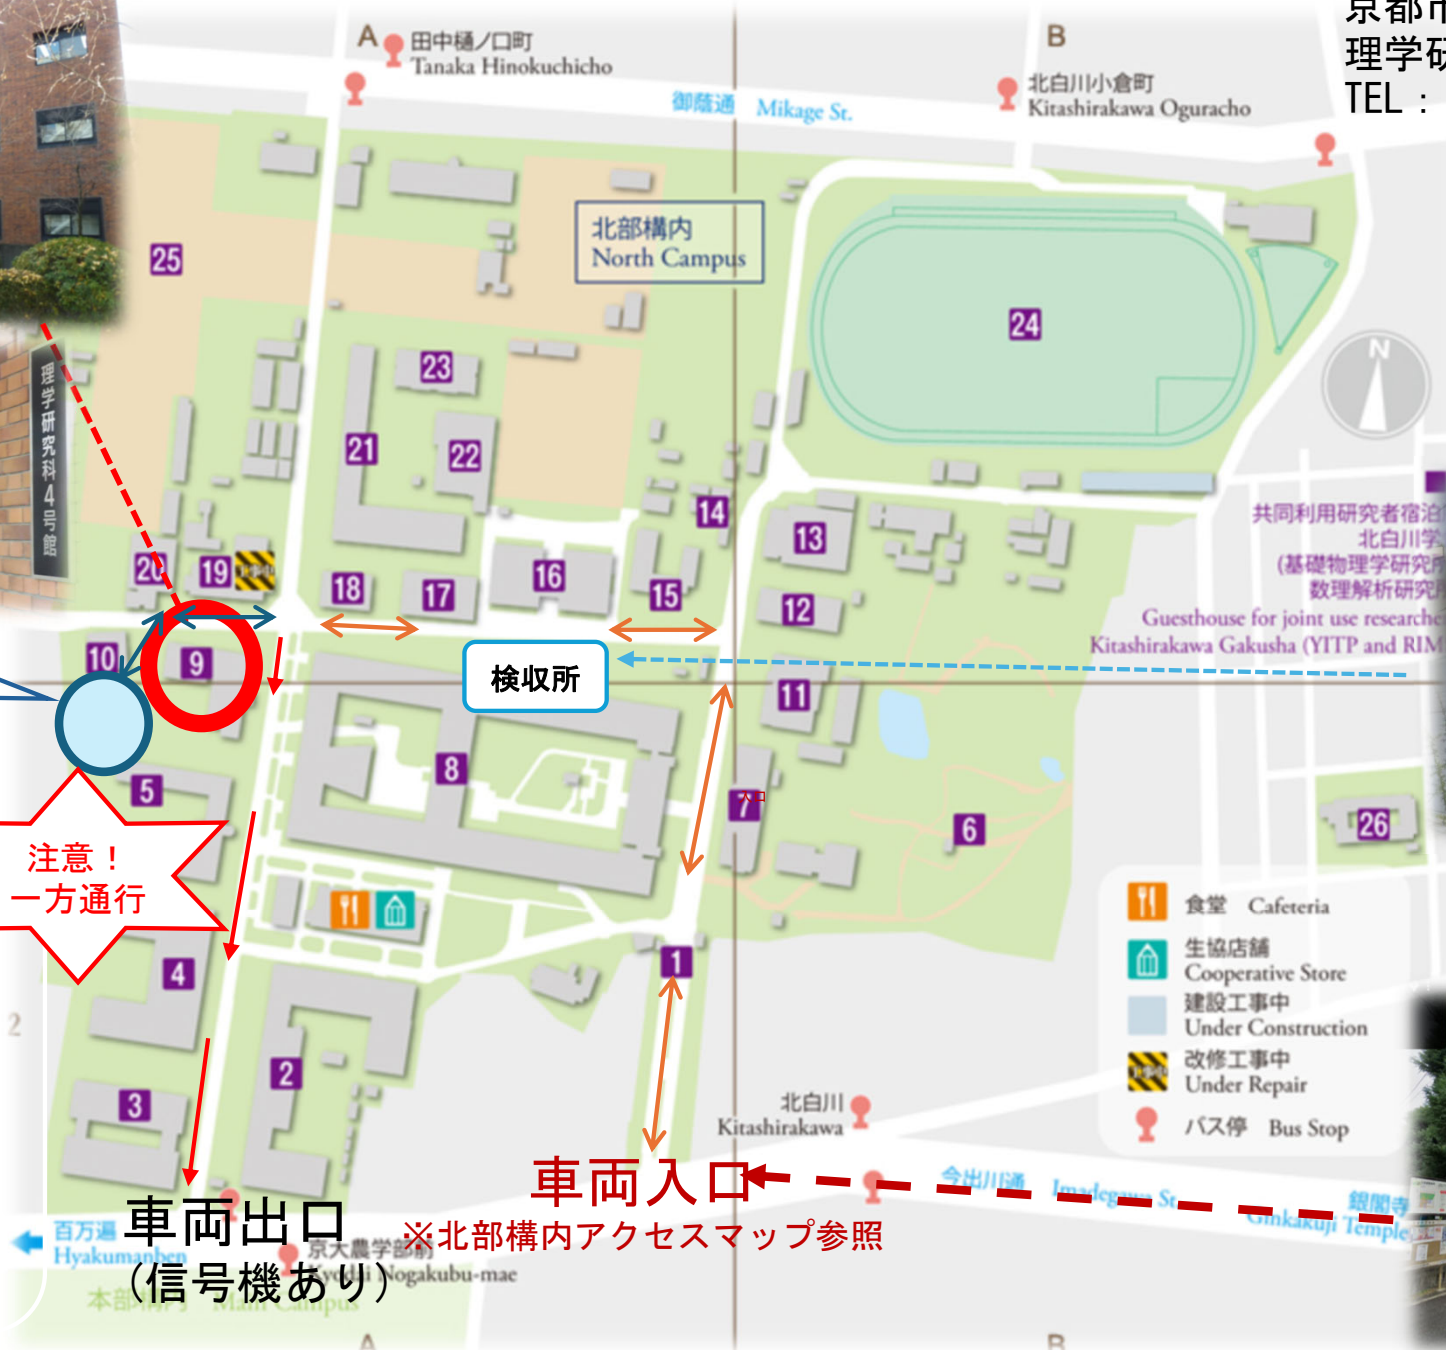 京都市
理学研
TEL：
A
田中樋ノ口町
Tanaka Hinokuchicho
B
北白川小倉町
Kitashirakawa Oguracho
御蔭通 Mikage St.
北部構内
North Campus
25
24
N
23
21
22
理学研究科4号館
14
13
共同利用研究者宿泊
北白川学
(基礎物理学研究所
数理解析研究所
Guesthouse for joint use researche
Kitashirakawa Gakusha (YITP and RIM
20
19
工事中
18
17
16
15
12
10
9
検収所
11
8
5
7
入口
6
26
注意！
一方通行
食堂 Cafeteria
生協店舗
Cooperative Store
建設工事中
Under Construction
工事中
改修工事中
Under Repair
バス停 Bus Stop
4
1
2
2
3
北白川
Kitashirakawa
車両入口
※北部構内アクセスマップ参照
今出川通 Imadegawa St.
銀閣寺
Ginkakuji Temple
車両出口
(信号機あり)
百万遍
Hyakumanben
京大農学部前
Kyodai Nogakubu-mae
本部構内 Main Campus
A
B